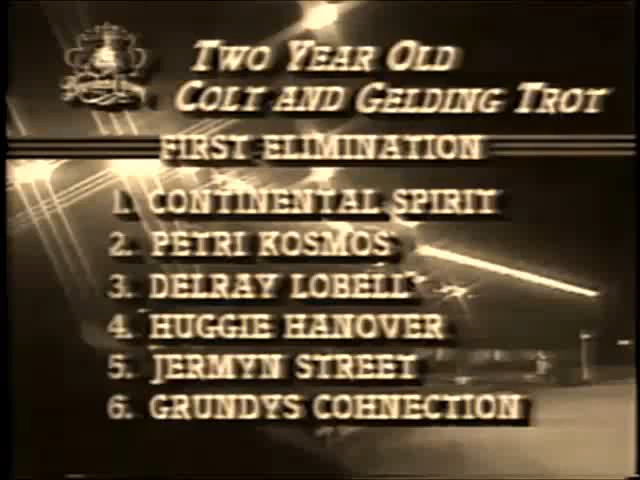 TWO YEAR OLD
COLT AND GELDING TROT
FIRST ELIMINATION
1. CONTINENTAL SPIRIT
2. PETRI KOSMOS
3. DELRAY LOBELL
4. HUGGIE HANOVER
5. JERMYN STREET
6. GRUNDYS COHNECTION